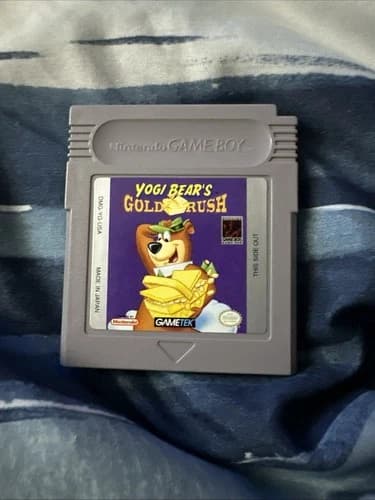 Nintendo GAME BOY
YOGI BEAR'S
GOLD RUSH
DMG-YG-USA
MADE IN JAPAN
THIS SIDE OUT
Nintendo
GAMETEK